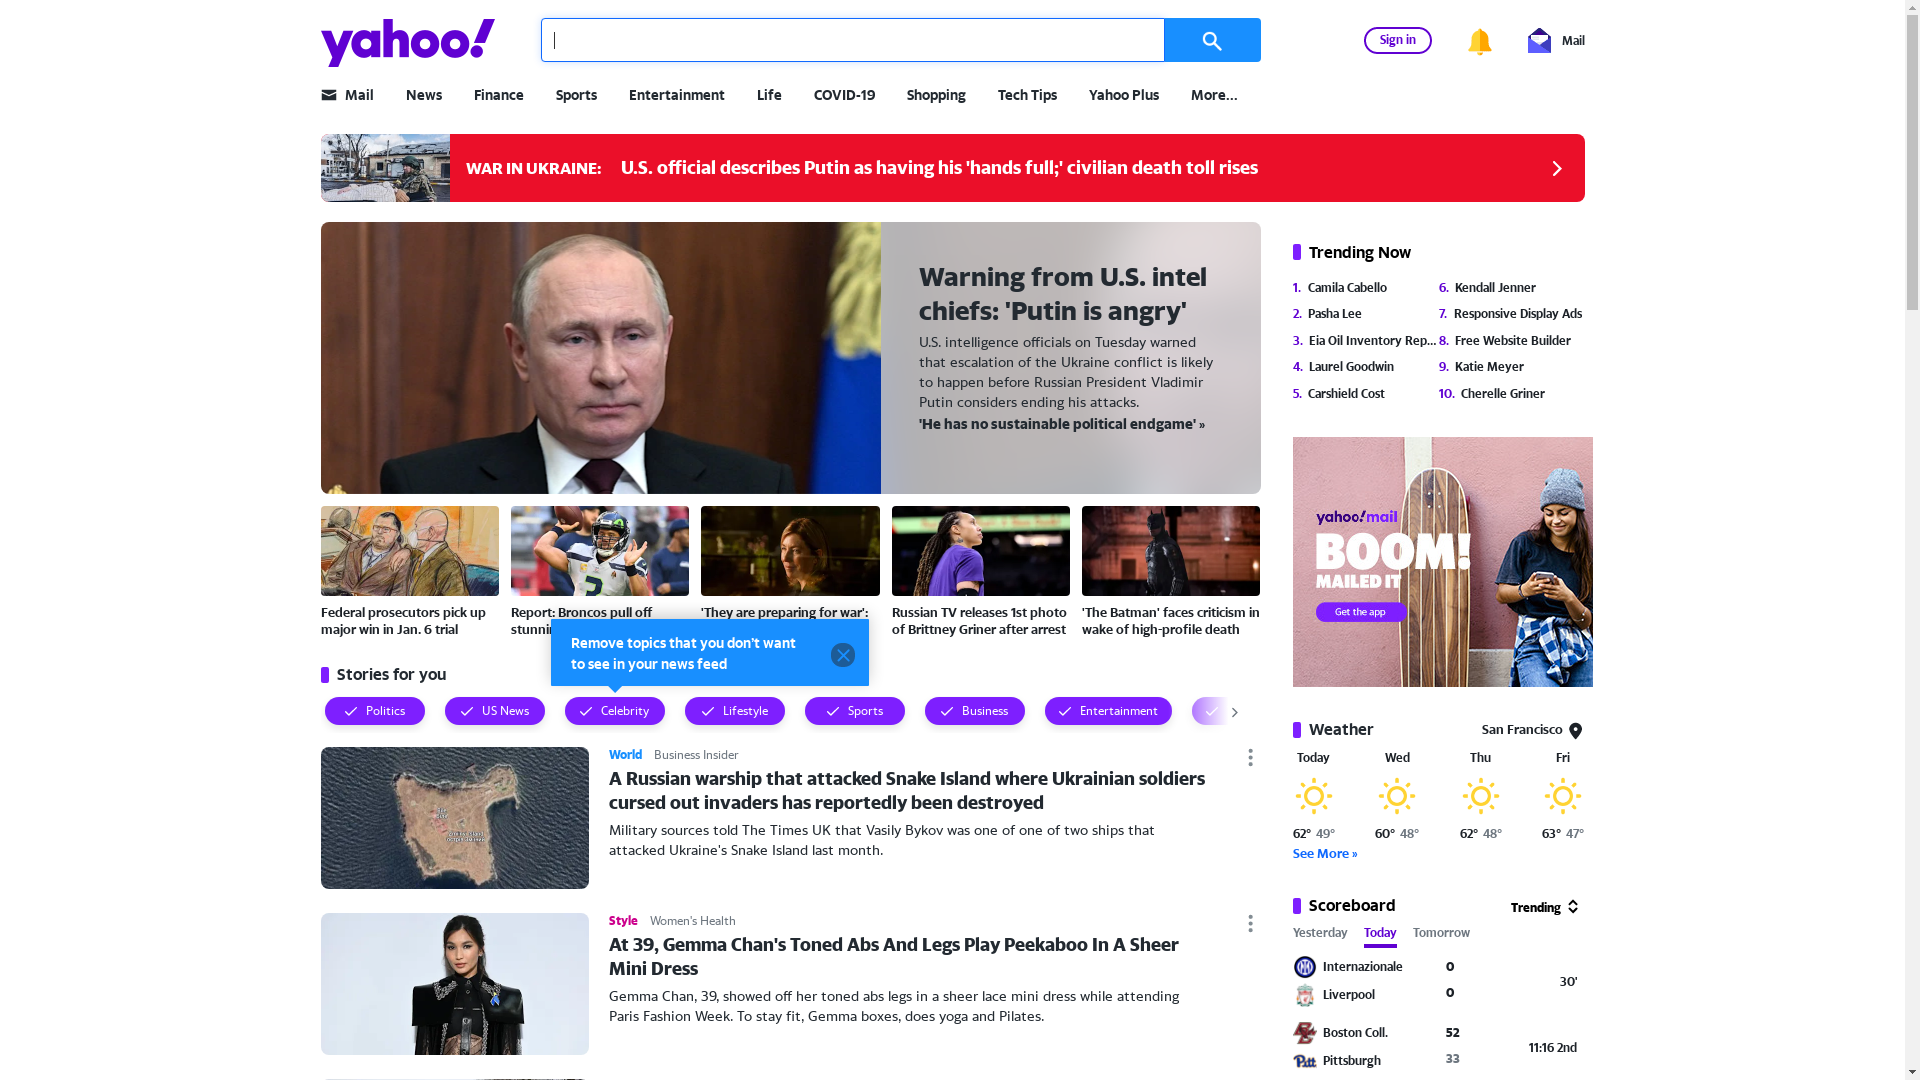 yahoo!
Sign in
Mail
Mail
News
Finance
Sports
Entertainment
Life
COVID-19
Shopping
Tech Tips
Yahoo Plus
More...
WAR IN UKRAINE:
U.S. official describes Putin as having his 'hands full;' civilian death toll rises
Warning from U.S. intel
chiefs: 'Putin is angry'
U.S. intelligence officials on Tuesday warned
that escalation of the Ukraine conflict is likely
to happen before Russian President Vladimir
Putin considers ending his attacks.
'He has no sustainable political endgame' »
Federal prosecutors pick up
major win in Jan. 6 trial
Report: Broncos pull off
'They are preparing for war':
Russian TV releases 1st photo
of Brittney Griner after arrest
'The Batman' faces criticism in
wake of high-profile death
Remove topics that you don't want
to see in your news feed
Stories for you
Politics
US News
Celebrity
Lifestyle
Sports
Business
Entertainment
World Business Insider
A Russian warship that attacked Snake Island where Ukrainian soldiers
cursed out invaders has reportedly been destroyed
Military sources told The Times UK that Vasily Bykov was one of one of two ships that
attacked Ukraine's Snake Island last month.
Style Women's Health
At 39, Gemma Chan's Toned Abs And Legs Play Peekaboo In A Sheer
Mini Dress
Gemma Chan, 39, showed off her toned abs legs in a sheer lace mini dress while attending
Paris Fashion Week. To stay fit, Gemma boxes, does yoga and Pilates.
Trending Now
1. Camila Cabello
2. Pasha Lee
3. Eia Oil Inventory Rep...
4. Laurel Goodwin
5. Carshield Cost
6. Kendall Jenner
7. Responsive Display Ads
8. Free Website Builder
9. Katie Meyer
10. Cherelle Griner
yahoo!mail
BOOM!
MAILED IT
Get the app
Weather
San Francisco
Today
Wed
Thu
Fri
62° 49°
60° 48°
62° 48°
63° 47°
See More »
Scoreboard
Trending
Yesterday
Today
Tomorrow
Internazionale 0
Liverpool 0
30'
Boston Coll. 52
Pittsburgh 33
11:16 2nd